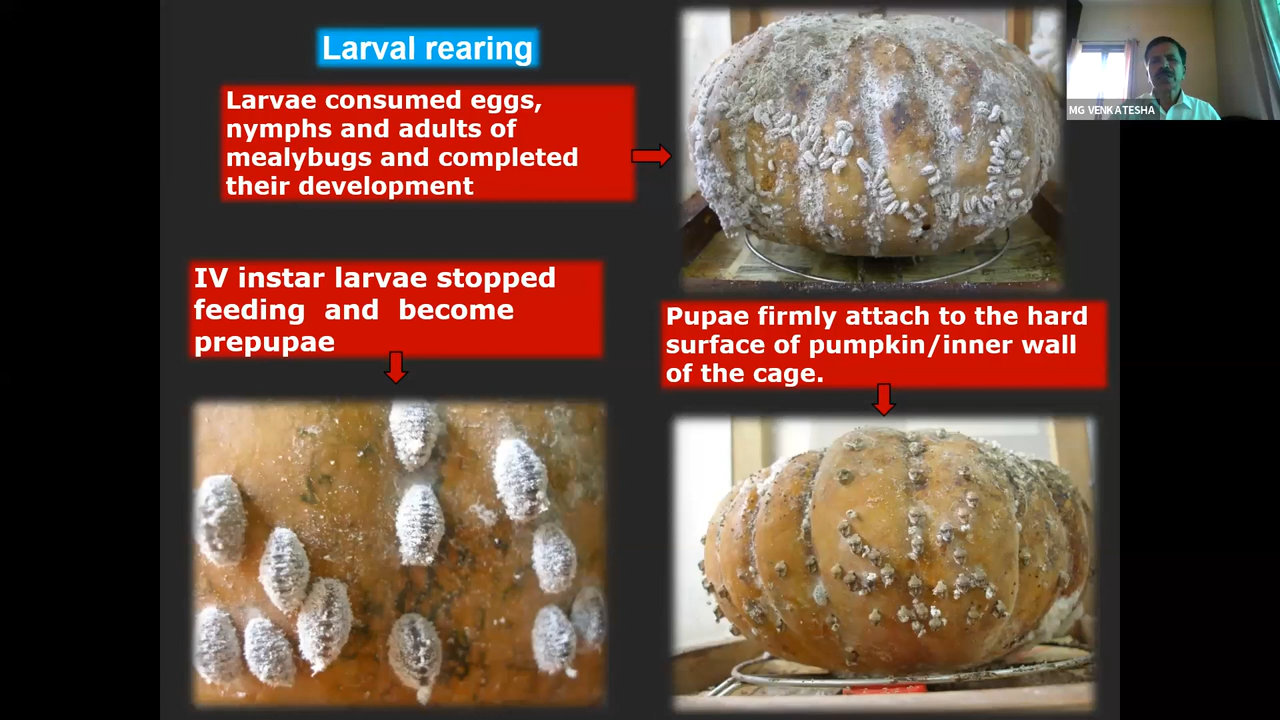 Larval rearing
Larvae consumed eggs,
nymphs and adults of
mealybugs and completed
their development
MG VENKATESHA
IV instar larvae stopped
feeding and become
prepupae
Pupae firmly attach to the hard
surface of pumpkin/inner wall
of the cage.